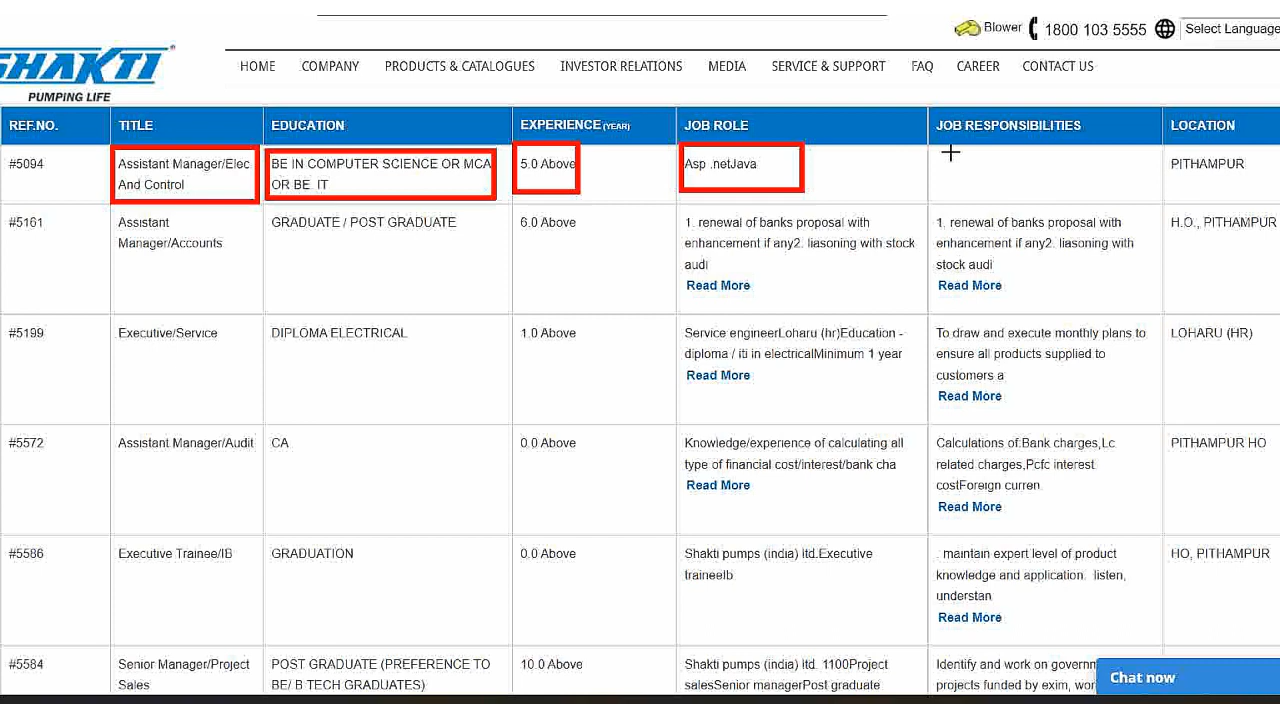 Blower 1800 103 5555 Select Language
SHAKTI
PUMPING LIFE
HOME COMPANY PRODUCTS & CATALOGUES INVESTOR RELATIONS MEDIA SERVICE & SUPPORT FAQ CAREER CONTACT US
REF.NO. TITLE EDUCATION EXPERIENCE (YEAR) JOB ROLE JOB RESPONSIBILITIES LOCATION
#5094 Assistant Manager/Elec BE IN COMPUTER SCIENCE OR MCA 5.0 Above Asp .netJava PITHAMPUR
And Control OR BE IT
#5161 Assistant GRADUATE / POST GRADUATE 6.0 Above 1. renewal of banks proposal with 1. renewal of banks proposal with H.O., PITHAMPUR
Manager/Accounts enhancement if any2. liasoning with stock enhancement if any2. liasoning with
audi stock audi
Read More Read More
#5199 Executive/Service DIPLOMA ELECTRICAL 1.0 Above Service engineerLoharu (hr)Education - To draw and execute monthly plans to LOHARU (HR)
diploma / iti in electricalMinimum 1 year ensure all products supplied to
Read More customers a
Read More
#5572 Assistant Manager/Audit CA 0.0 Above Knowledge/experience of calculating all Calculations of:Bank charges,Lc PITHAMPUR HO
type of financial cost/interest/bank cha related charges,Pcfc interest
Read More costForeign curren
Read More
#5586 Executive Trainee/IB GRADUATION 0.0 Above Shakti pumps (india) ltd.Executive . maintain expert level of product HO, PITHAMPUR
traineeIb knowledge and application. listen,
understan
Read More
#5584 Senior Manager/Project POST GRADUATE (PREFERENCE TO 10.0 Above Shakti pumps (india) ltd. 1100Project Identify and work on governm
Sales BE/ B TECH GRADUATES) salesSenior managerPost graduate projects funded by exim, wor
Chat now